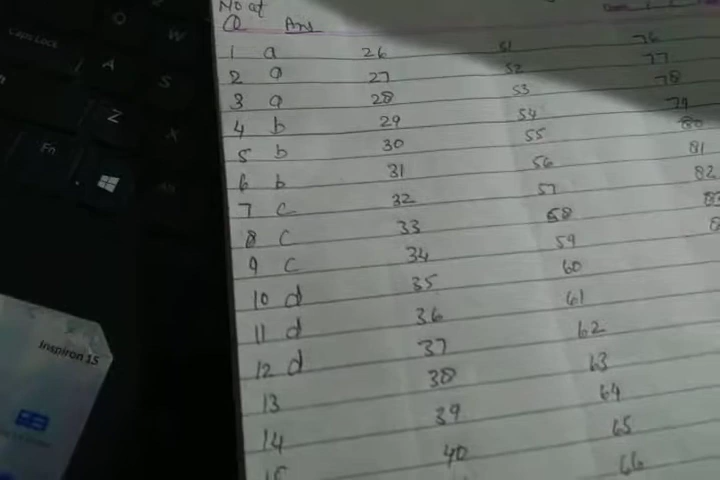 No of
Q Ans
1 a 26 51 76
2 a 27 52 77
3 a 28 53 78
4 b 29 54 79
5 b 30 55 80
6 b 31 56 81
7 c 32 57 82
8 c 33 58
9 c 34 59
10 d 35 60
11 d 36 61
12 d 37 62
13 38 63
14 39 64
15 40 65
66
Caps Lock
A
Q
W
S
Z
X
Fn
Alt
Inspiron 15